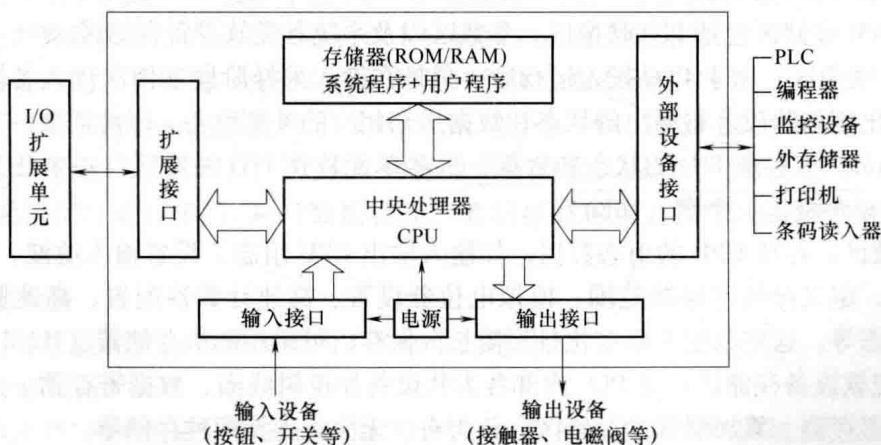 存储器(ROM/RAM)
系统程序+用户程序
I/O
扩展单元
扩展接口
中央处理器
CPU
外部设备接口
PLC
编程器
监控设备
外存储器
打印机
条码读入器
输入接口
电源
输出接口
输入设备
(按钮、开关等)
输出设备
(接触器、电磁阀等)